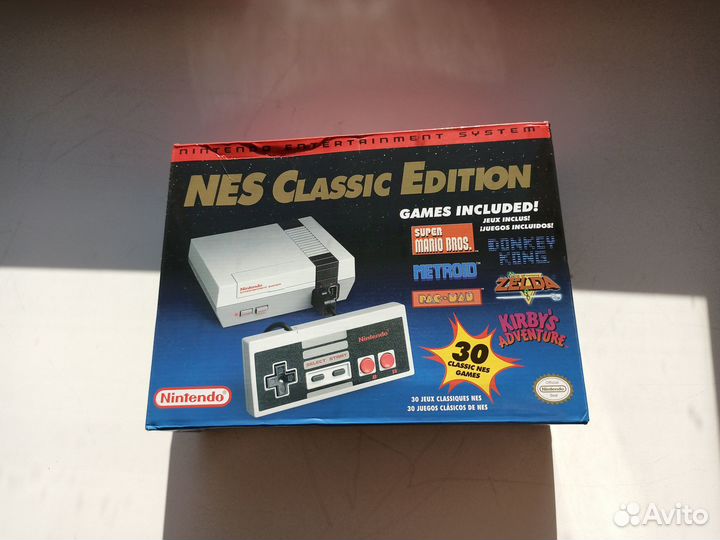 NINTENDO ENTERTAINMENT SYSTEM
NES CLASSIC EDITION
GAMES INCLUDED!
JEUX INCLUS!
¡JUEGOS INCLUIDOS!
SUPER
MARIO BROS.
DONKEY
KONG
METROID
ZELDA
PAC-MAN
KIRBY'S
ADVENTURE
Nintendo
Nintendo
SELECT START
B A
30
CLASSIC NES
GAMES
Nintendo
30 JEUX CLASSIQUES NES
30 JUEGOS CLÁSICOS DE NES
Official
Nintendo
Seal
Avito